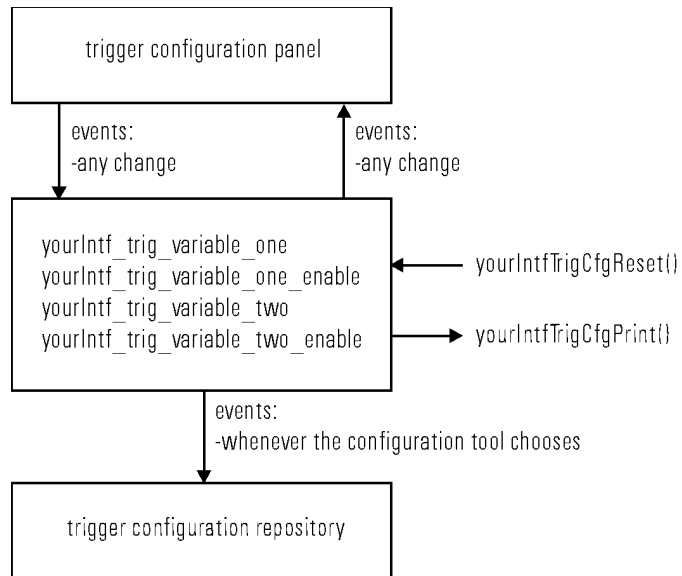 trigger configuration panel
events:
-any change
events:
-any change
yourIntf_trig_variable_one
yourIntf_trig_variable_one_enable
yourIntf_trig_variable_two
yourIntf_trig_variable_two_enable
yourIntfTrigCfgReset()
yourIntfTrigCfgPrint()
events:
-whenever the configuration tool chooses
trigger configuration repository